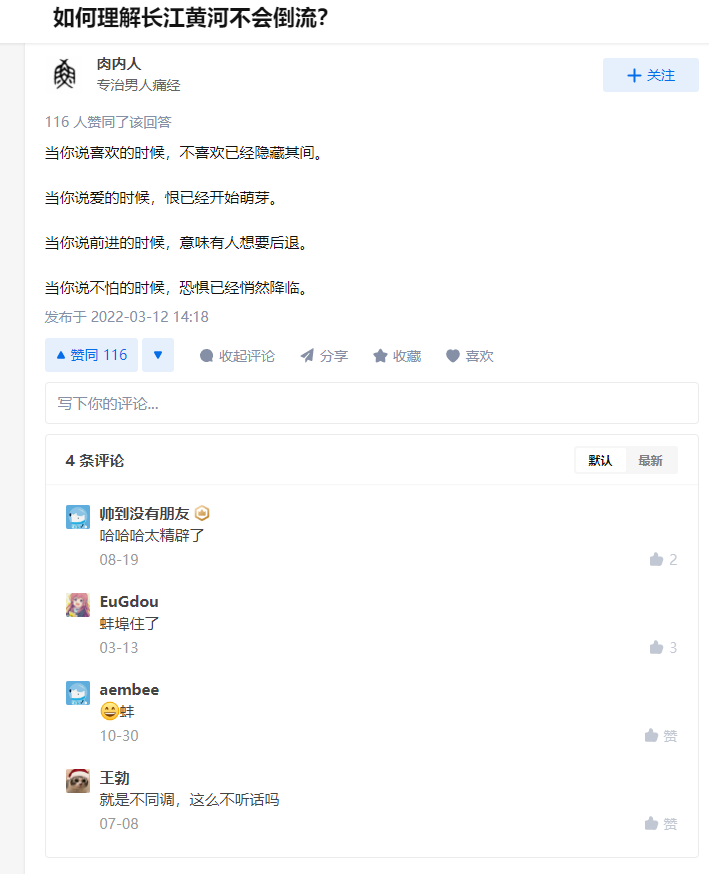 如何理解长江黄河不会倒流？
肉内人
专治男人痛经
关注
116 人赞同了该回答
当你说喜欢的时候，不喜欢已经隐藏其间。
当你说爱的时候，恨已经开始萌芽。
当你说前进的时候，意味有人想要后退。
当你说不怕的时候，恐惧已经悄然降临。
发布于 2022-03-12 14:18
赞同 116
收起评论
分享
收藏
喜欢
写下你的评论...
4 条评论
默认
最新
帅到没有朋友
哈哈哈太精辟了
08-19
2
EuGdou
蚌埠住了
03-13
3
aembee
😄蚌
10-30
赞
王勃
就是不同调，这么不听话吗
07-08
赞